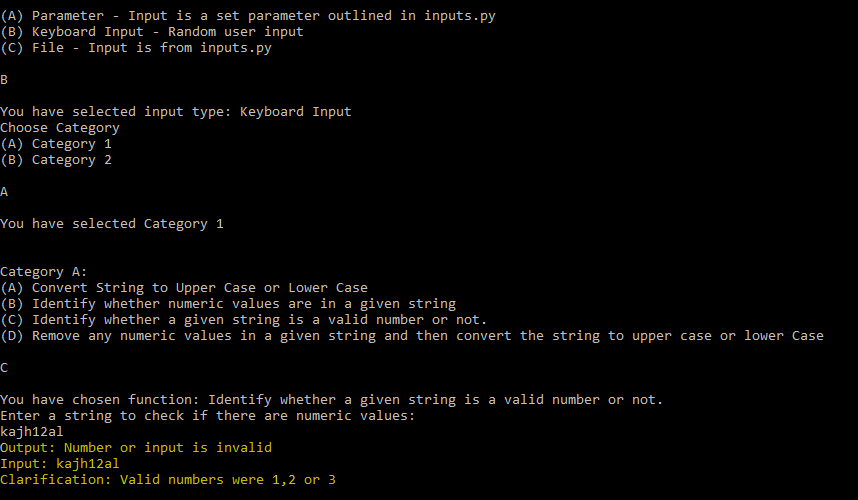 (A) Parameter - Input is a set parameter outlined in inputs.py
(B) Keyboard Input - Random user input
(C) File - Input is from inputs.py
B
You have selected input type: Keyboard Input
Choose Category
(A) Category 1
(B) Category 2
A
You have selected Category 1
Category A:
(A) Convert String to Upper Case or Lower Case
(B) Identify whether numeric values are in a given string
(C) Identify whether a given string is a valid number or not.
(D) Remove any numeric values in a given string and then convert the string to upper case or lower Case
C
You have chosen function: Identify whether a given string is a valid number or not.
Enter a string to check if there are numeric values:
kajh12al
Output: Number or input is invalid
Input: kajh12al
Clarification: Valid numbers were 1,2 or 3